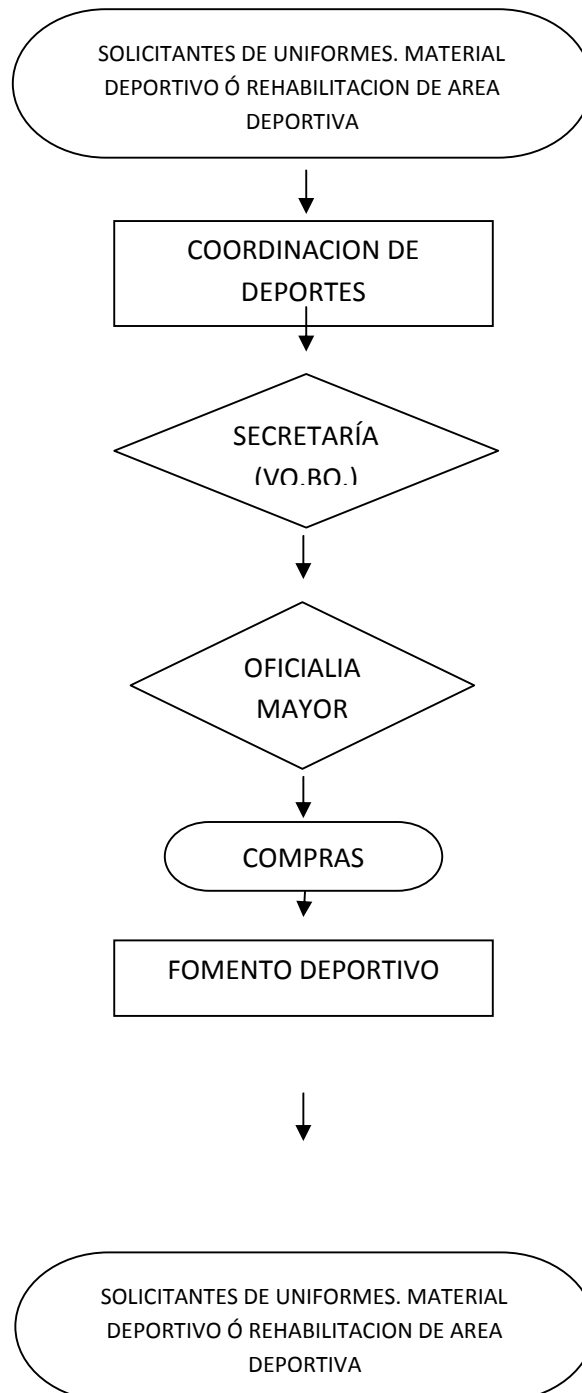 SOLICITANTES DE UNIFORMES. MATERIAL
DEPORTIVO Ó REHABILITACION DE AREA
DEPORTIVA
COORDINACION DE
DEPORTES
SECRETARÍA
(VO.BO.)
OFICIALIA
MAYOR
COMPRAS
FOMENTO DEPORTIVO
SOLICITANTES DE UNIFORMES. MATERIAL
DEPORTIVO Ó REHABILITACION DE AREA
DEPORTIVA